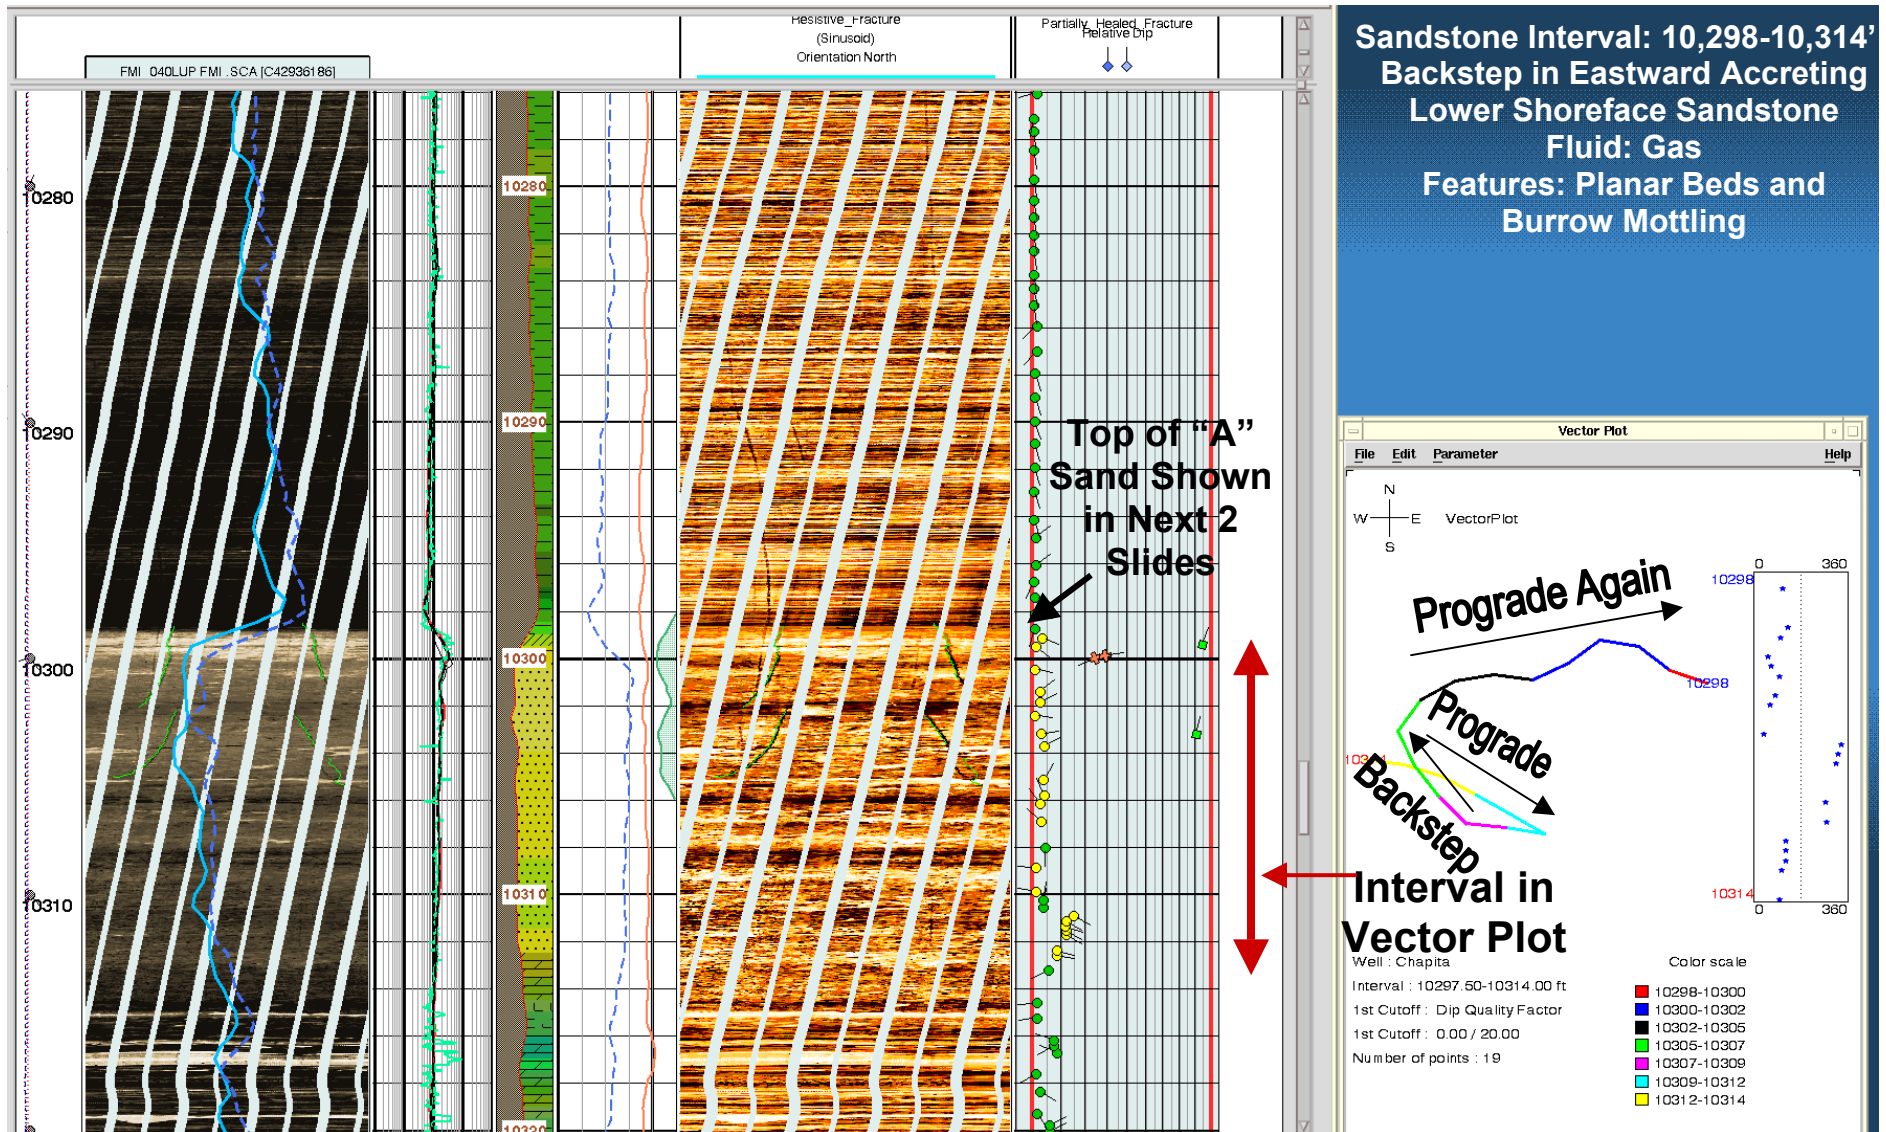 Resistive_Fracture
(Sinusoid)
Orientation North
Partially_Healed_Fracture
Relative Dip
FMI_040LUP FMI .SCA [C42936186]
Sandstone Interval: 10,298-10,314'
Backstep in Eastward Accreting
Lower Shoreface Sandstone
Fluid: Gas
Features: Planar Beds and
Burrow Mottling
10280
10280
10290
10290
10300
10300
10310
10310
10320
Top of “A”
Sand Shown
in Next 2
Slides
Vector Plot
File Edit Parameter Help
N
W E VectorPlot
S
0 360
10298
10298
Prograde Again
Prograde
Backstep
10314
0 360
Interval in
Vector Plot
Well : Chapita
Interval : 10297.50-10314.00 ft
1st Cutoff : Dip Quality Factor
1st Cutoff : 0.00 / 20.00
Number of points : 19
Color scale
10298-10300
10300-10302
10302-10305
10305-10307
10307-10309
10309-10312
10312-10314